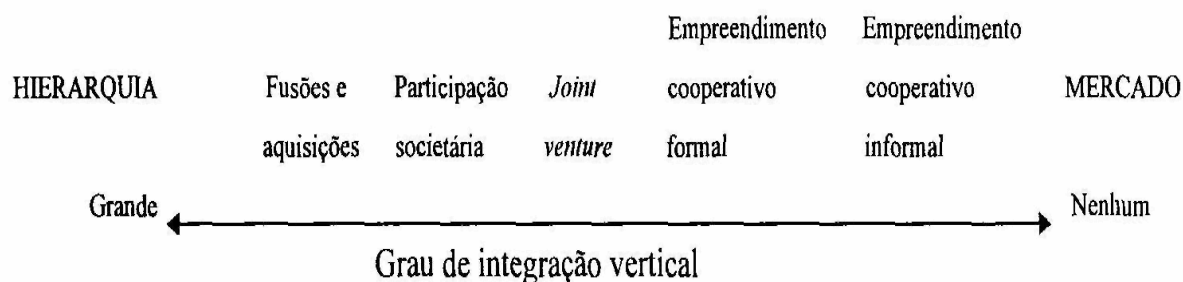 Empreendimento Empreendimento
HIERARQUIA Fusões e Participação Joint cooperativo cooperativo MERCADO
aquisições societária venture formal informal
Grande Nenhum
Grau de integração vertical